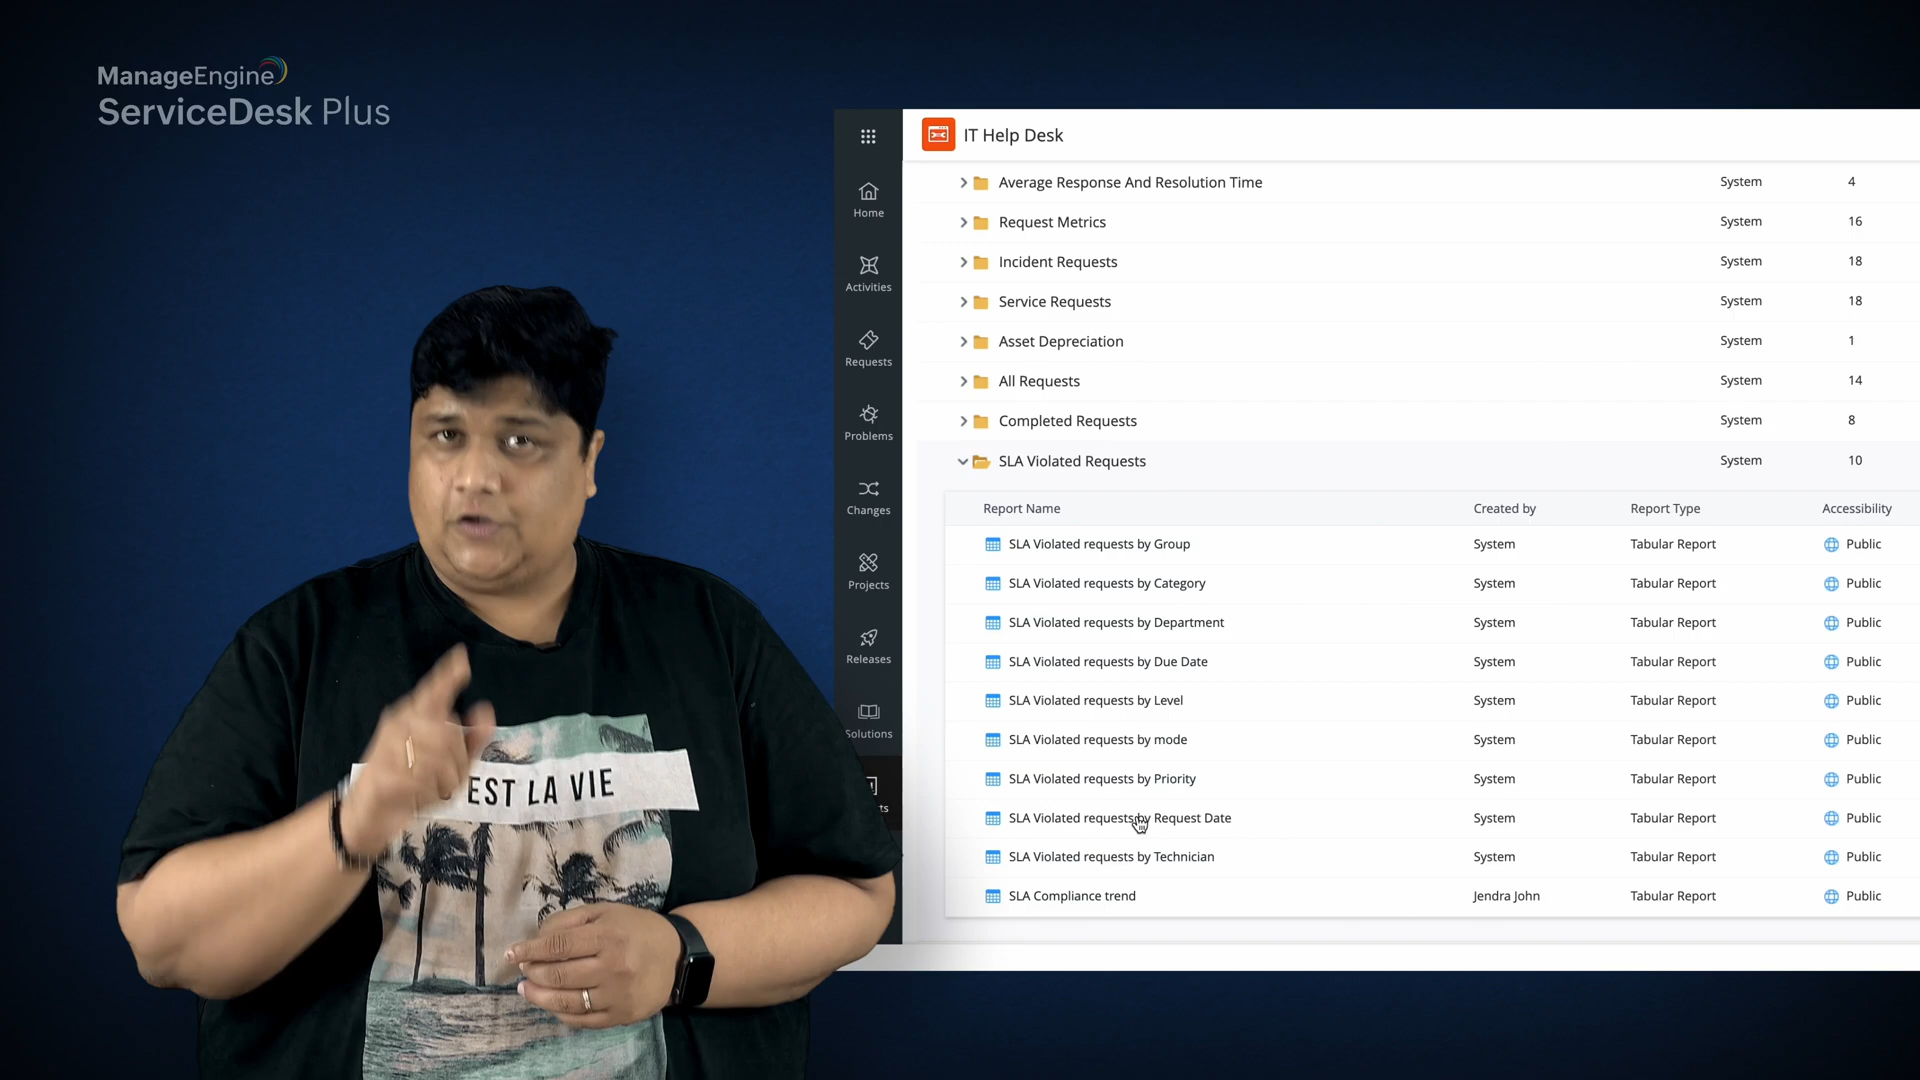 ManageEngine
ServiceDesk Plus
IT Help Desk
Home
Activities
Requests
Problems
Changes
Projects
Releases
Solutions
Average Response And Resolution Time System 4
Request Metrics System 16
Incident Requests System 18
Service Requests System 18
Asset Depreciation System 1
All Requests System 14
Completed Requests System 8
SLA Violated Requests System 10
Report Name Created by Report Type Accessibility
SLA Violated requests by Group System Tabular Report Public
SLA Violated requests by Category System Tabular Report Public
SLA Violated requests by Department System Tabular Report Public
SLA Violated requests by Due Date System Tabular Report Public
SLA Violated requests by Level System Tabular Report Public
SLA Violated requests by mode System Tabular Report Public
SLA Violated requests by Priority System Tabular Report Public
SLA Violated requests by Request Date System Tabular Report Public
SLA Violated requests by Technician System Tabular Report Public
SLA Compliance trend Jendra John Tabular Report Public
EST LA VIE